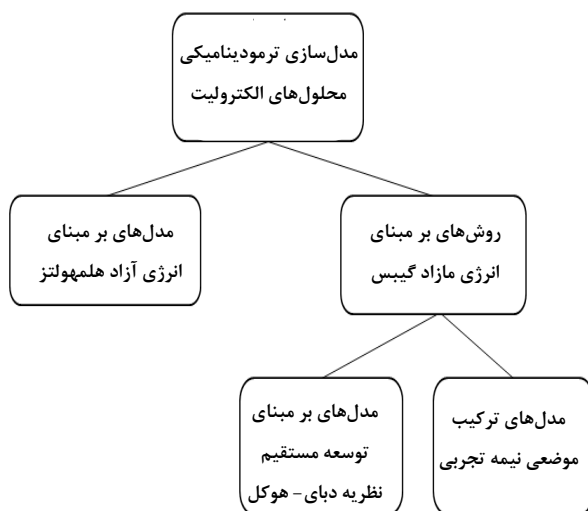 مدل‌سازی ترمودینامیکی
محلول‌های الکترولیت
روش‌های بر مبنای
انرژی مازاد گیبس
مدل‌های بر مبنای
انرژی آزاد هلمهولتز
مدل‌های ترکیب
موضعی نیمه تجربی
مدل‌های بر مبنای
توسعه مستقیم
نظریه دبای - هوکل